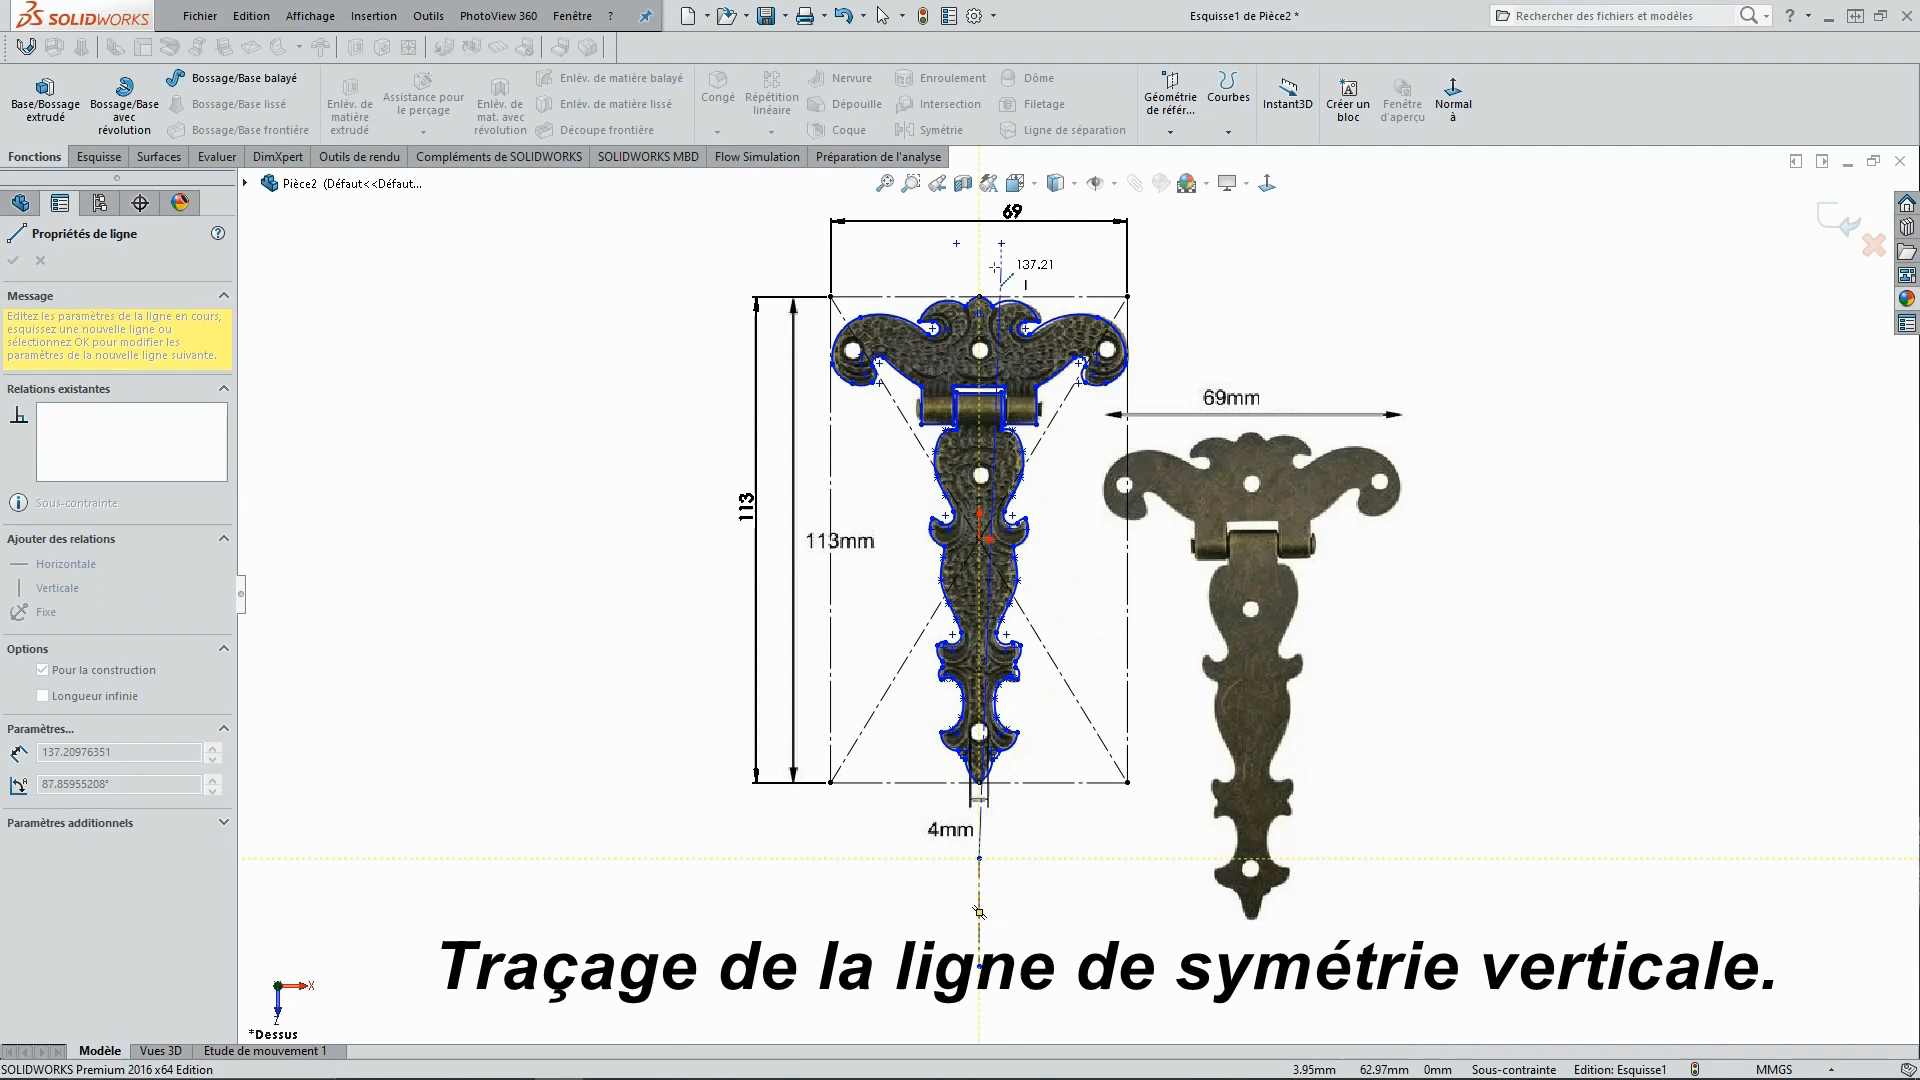 SOLIDWORKS
Fichier Edition Affichage Insertion Outils PhotoView 360 Fenêtre ?
Esquisse1 de Pièce2 *
Rechercher des fichiers et modèles
Base/Bossage extrudé
Bossage/Base avec révolution
Bossage/Base balayé
Bossage/Base lissé
Bossage/Base frontière
Enlèv. de matière extrudé
Assistance pour le perçage
Enlèv. de mat. avec révolution
Enlèv. de matière balayé
Enlèv. de matière lissé
Découpe frontière
Congé
Répétition linéaire
Nervure
Dépouille
Coque
Enroulement
Intersection
Symétrie
Dôme
Filetage
Ligne de séparation
Géométrie de référ...
Courbes
Instant3D
Créer un bloc
Fenêtre d'aperçu
Normal à
Fonctions Esquisse Surfaces Evaluer DimXpert Outils de rendu Compléments de SOLIDWORKS SOLIDWORKS MBD Flow Simulation Préparation de l'analyse
Pièce2 (Défaut<<Défaut...
Propriétés de ligne
Message
Editez les paramètres de la ligne en cours,
esquissez une nouvelle ligne ou
sélectionnez OK pour modifier les
paramètres de la nouvelle ligne suivante.
Relations existantes
Sous-contrainte
Ajouter des relations
Horizontale
Verticale
Fixe
Options
Pour la construction
Longueur infinie
Paramètres...
137.20976351
87.85955208°
Paramètres additionnels
69
137.21
113
113mm
69mm
4mm
Traçage de la ligne de symétrie verticale.
X
Z
*Dessus
Modèle Vues 3D Etude de mouvement 1
SOLIDWORKS Premium 2016 x64 Edition
3.95mm 62.97mm 0mm Sous-contrainte Edition: Esquisse1 MMGS